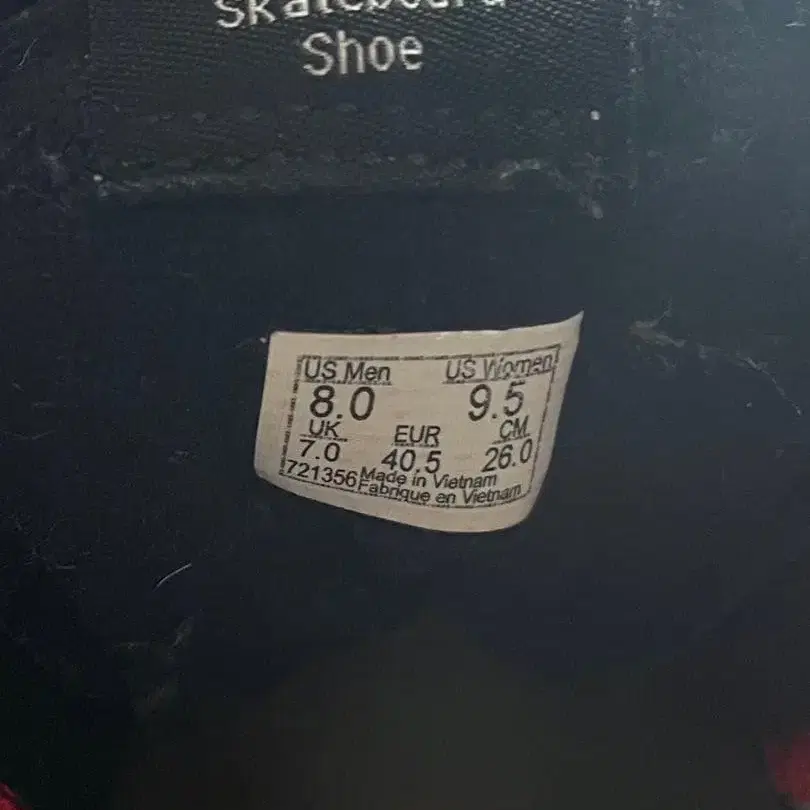 Skateboard
Shoe
US Men US Women
8.0 9.5
UK EUR CM
7.0 40.5 26.0
721356 Made in Vietnam
Fabrique en Vietnam